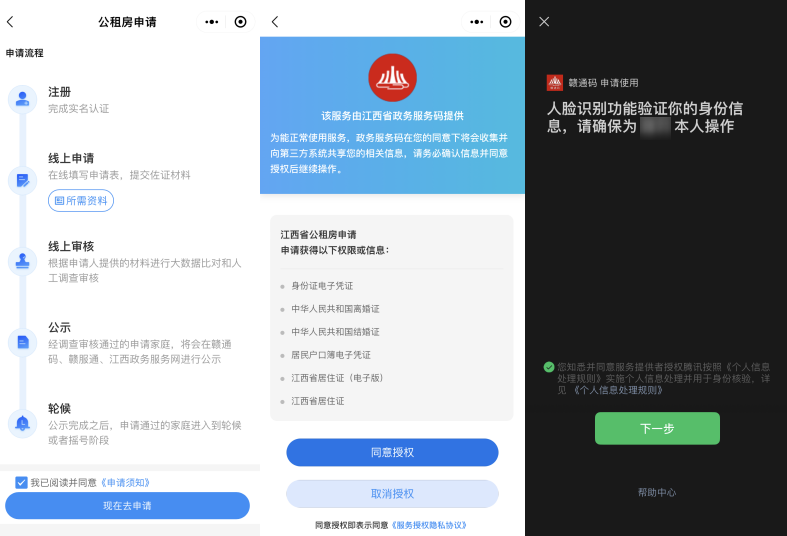 公租房申请
申请流程
注册
完成实名认证
线上申请
在线填写申请表，提交佐证材料
所需资料
线上审核
根据申请人提供的材料进行大数据比对和人
工调查审核
公示
经调查审核通过的申请家庭，将会在赣通
码、赣服通、江西政务服务网进行公示
轮候
公示完成之后，申请通过的家庭进入到轮候
或者摇号阶段
我已阅读并同意《申请须知》
现在去申请
该服务由江西省政务服务码提供
为能正常使用服务，政务服务码在您的同意下将会收集并
向第三方系统共享您的相关信息，请务必确认信息并同意
授权后继续操作。
江西省公租房申请
申请获得以下权限或信息：
身份证电子凭证
中华人民共和国离婚证
中华人民共和国结婚证
居民户口簿电子凭证
江西省居住证（电子版）
江西省居住证
同意授权
取消授权
同意授权即表示同意《服务授权隐私协议》
赣通码 申请使用
人脸识别功能验证你的身份信
息，请确保为 本人操作
您知悉并同意服务提供者授权腾讯按照《个人信息
处理规则》实施个人信息处理并用于身份核验，详
见 《个人信息处理规则》
下一步
帮助中心